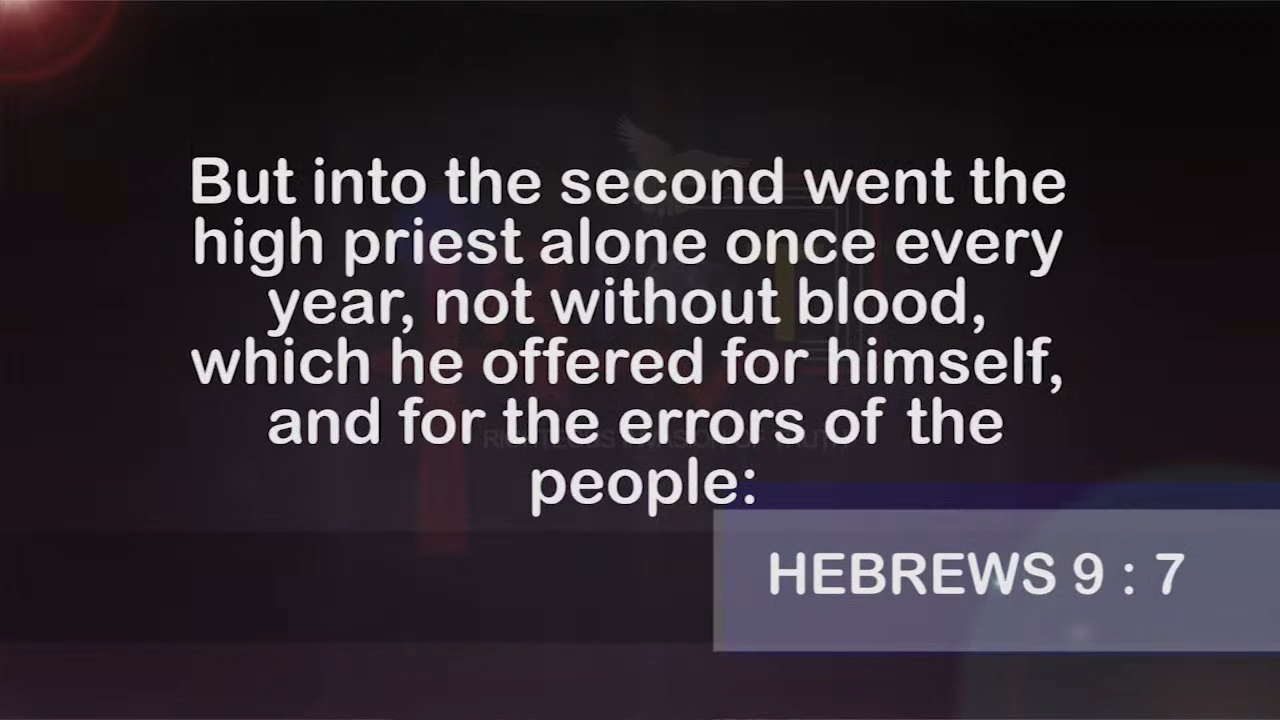 But into the second went the
high priest alone once every
year, not without blood,
which he offered for himself,
and for the errors of the
people:
HEBREWS 9 : 7